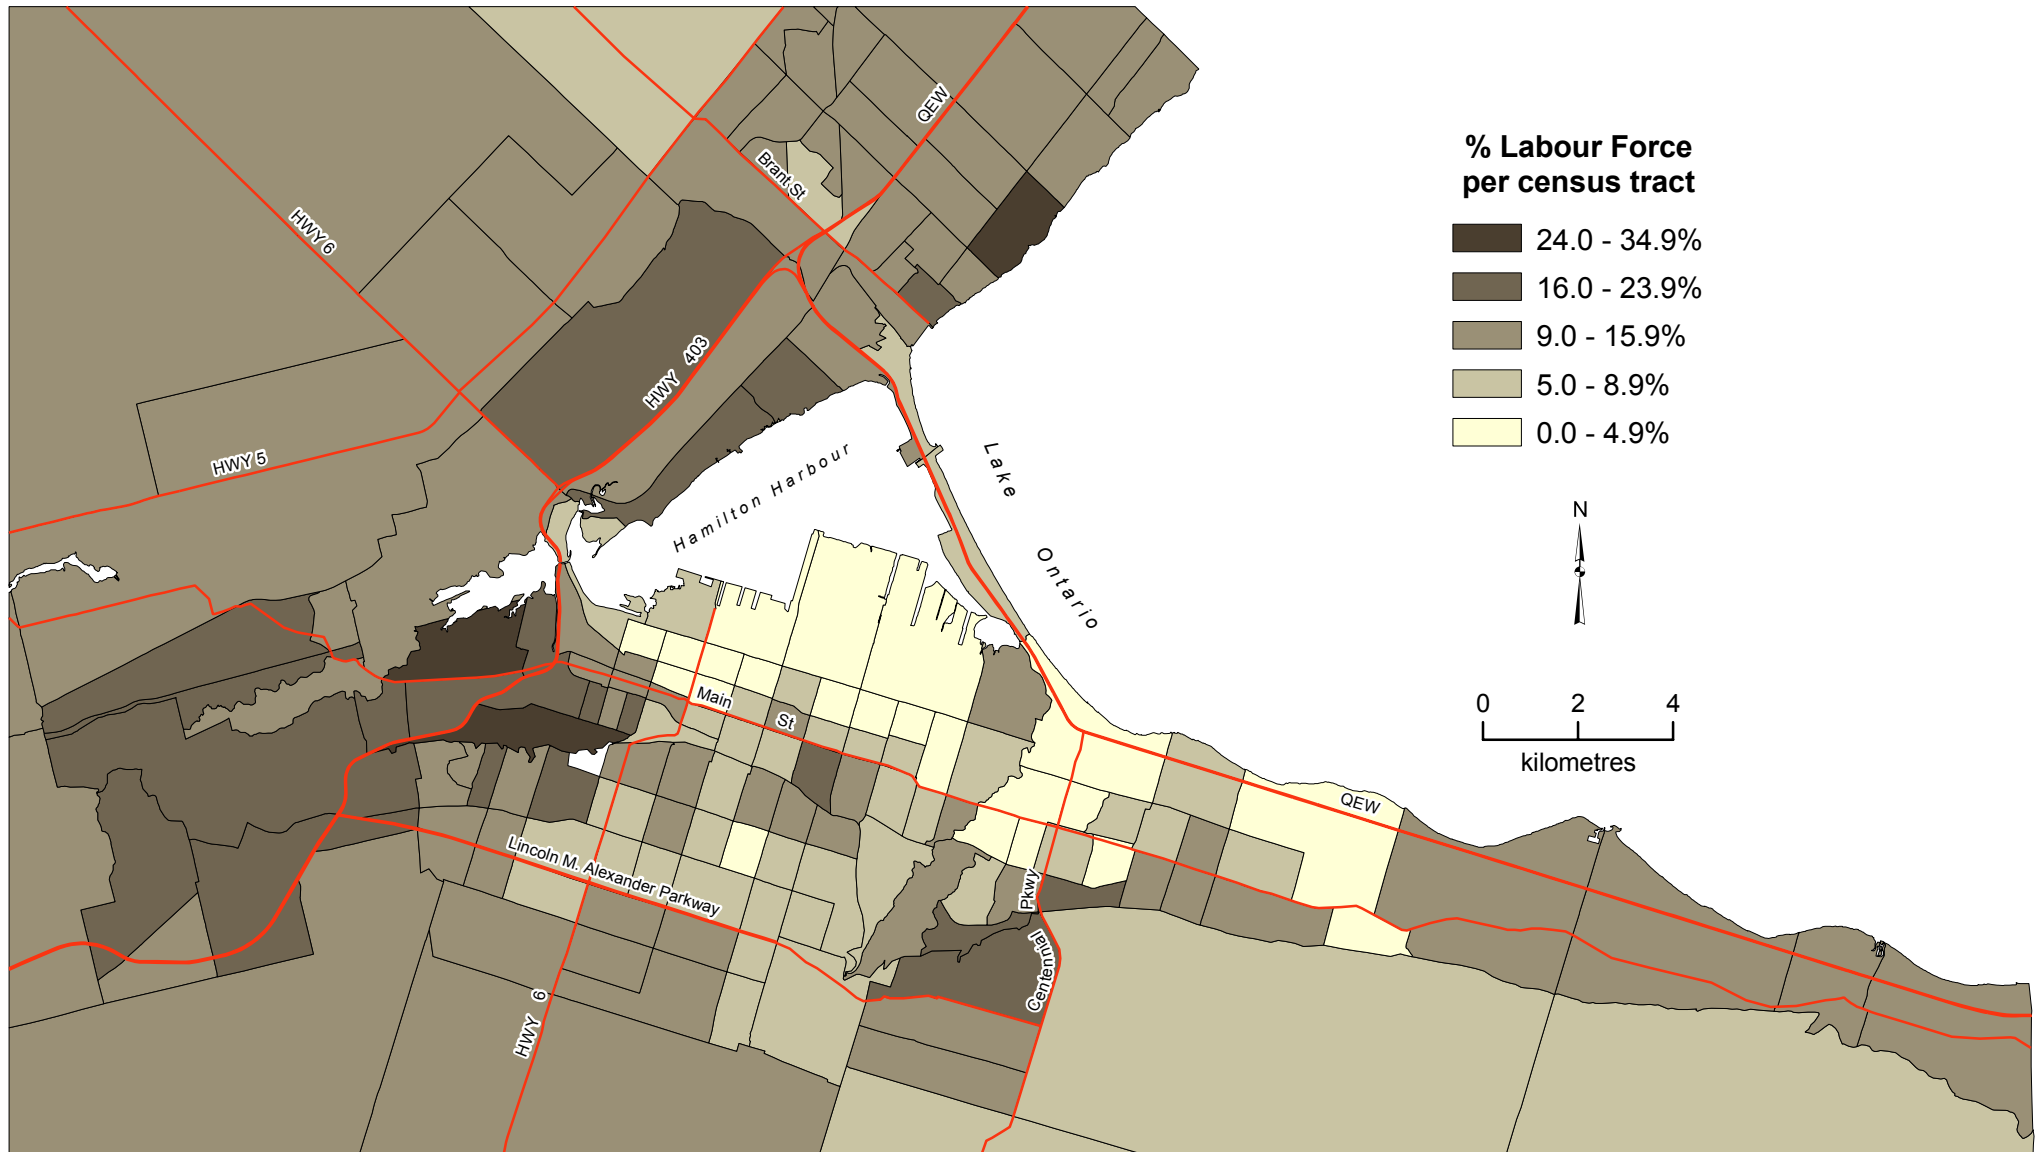 QEW
Brant St
HWY 6
HWY 403
HWY 5
Hamilton Harbour
Lake
Ontario
Main St
QEW
Lincoln M. Alexander Parkway
Centennial Pkwy
HWY 6
% Labour Force
per census tract
24.0 - 34.9%
16.0 - 23.9%
9.0 - 15.9%
5.0 - 8.9%
0.0 - 4.9%
N
0 2 4
kilometres